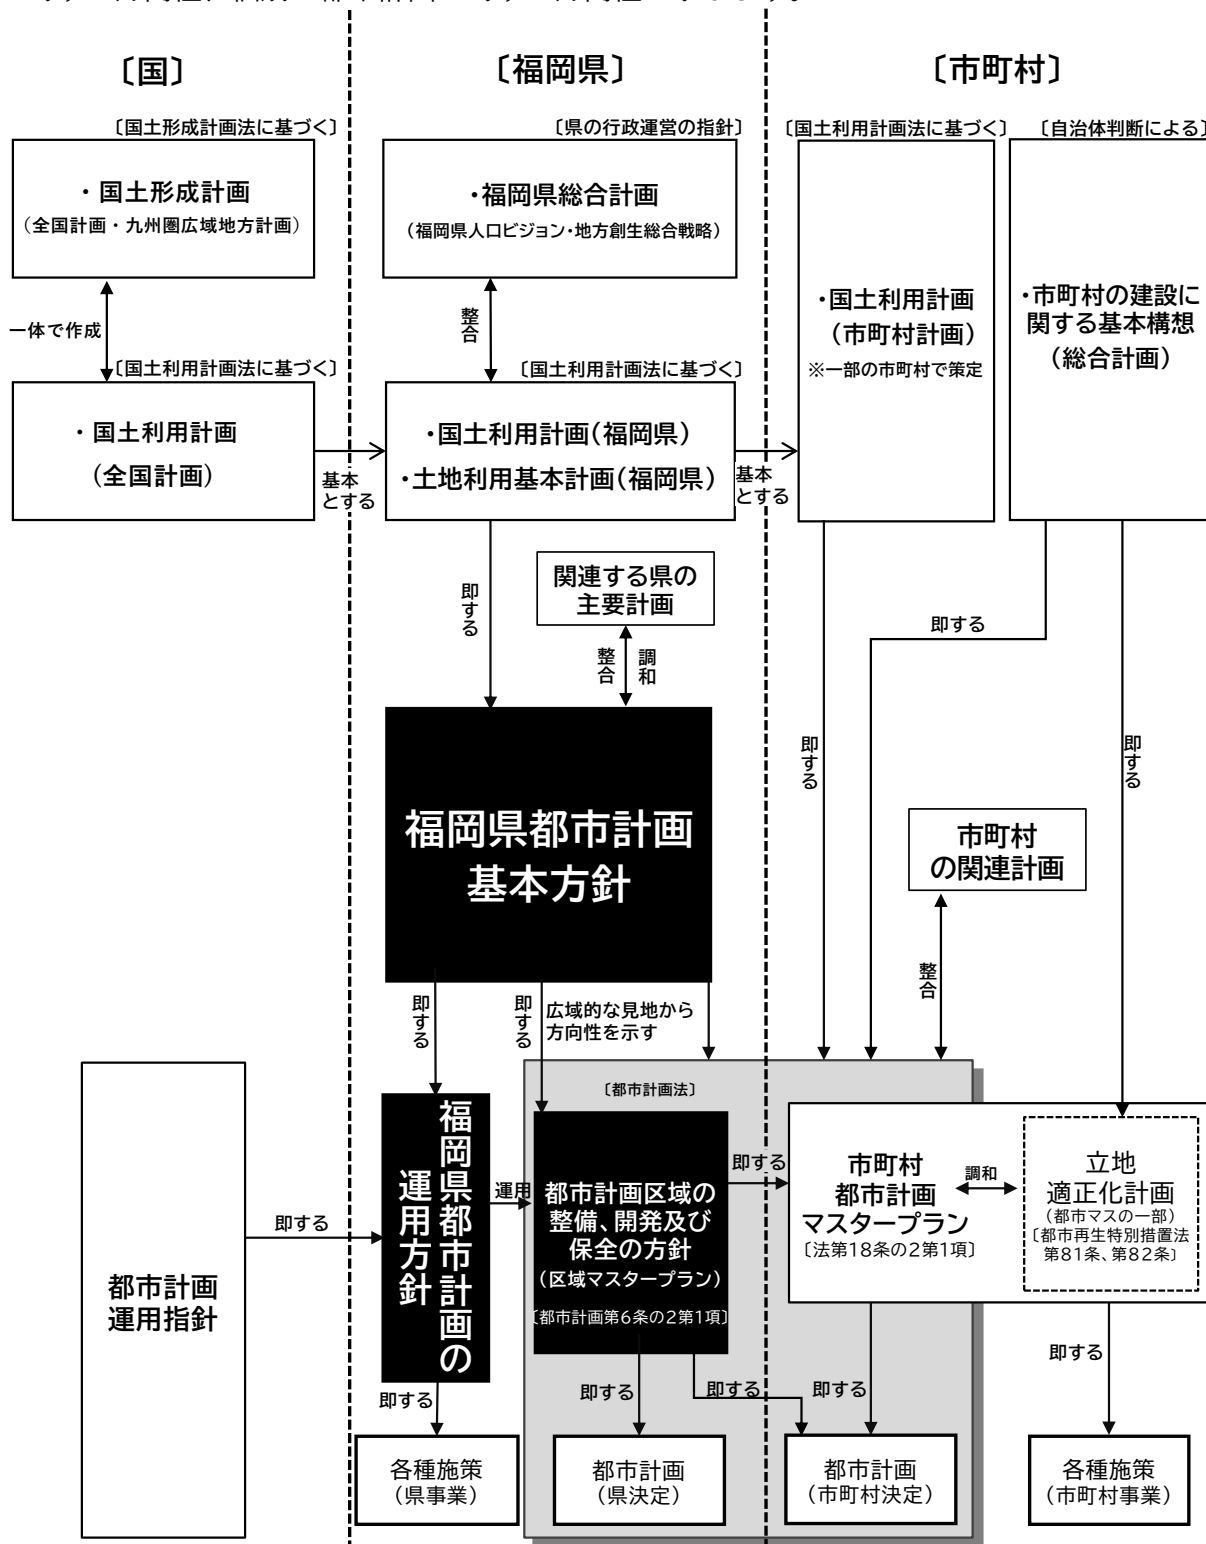 〔国〕
〔福岡県〕
〔市町村〕
〔国土形成計画法に基づく〕
〔県の行政運営の指針〕
〔国土利用計画法に基づく〕
〔自治体判断による〕
・国土形成計画
（全国計画・九州圏広域地方計画）
・福岡県総合計画
（福岡県人口ビジョン・地方創生総合戦略）
・国土利用計画
（市町村計画）
※一部の市町村で策定
・市町村の建設に
関する基本構想
（総合計画）
一体で作成
整合
〔国土利用計画法に基づく〕
〔国土利用計画法に基づく〕
・国土利用計画
（全国計画）
基本
とする
・国土利用計画（福岡県）
・土地利用基本計画（福岡県）
基本
とする
即する
関連する県の
主要計画
整合
調和
即する
即する
即する
福岡県都市計画
基本方針
市町村
の関連計画
整合
即する
即する
広域的な見地から
方向性を示す
都市計画
運用指針
即する
福岡県都市計画の
運用方針
運用
〔都市計画法〕
都市計画区域の
整備、開発及び
保全の方針
（区域マスタープラン）
〔都市計画第6条の2第1項〕
即する
市町村
都市計画
マスタープラン
〔法第18条の2第1項〕
調和
立地
適正化計画
（都市マスの一部）
〔都市再生特別措置法
第81条、第82条〕
即する
即する
即する
即する
即する
各種施策
（県事業）
都市計画
（県決定）
都市計画
（市町村決定）
各種施策
（市町村事業）